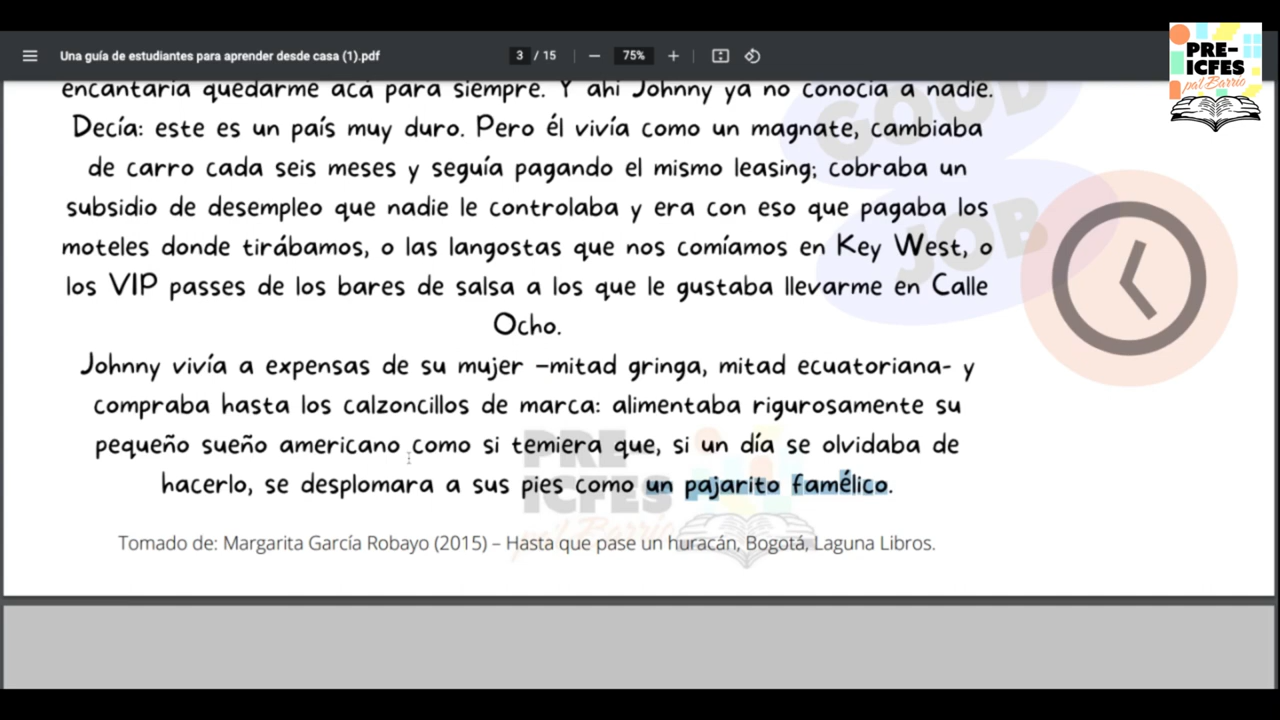 Una guía de estudiantes para aprender desde casa (1).pdf
3 / 15
75%
PRE-
ICFES
pa'l Barrio
encantaría quedarme acá para siempre. Y ahí Johnny ya no conocía a nadie.
Decía: este es un país muy duro. Pero él vivía como un magnate, cambiaba
de carro cada seis meses y seguía pagando el mismo leasing; cobraba un
subsidio de desempleo que nadie le controlaba y era con eso que pagaba los
moteles donde tirábamos, o las langostas que nos comíamos en Key West, o
los VIP passes de los bares de salsa a los que le gustaba llevarme en Calle
Ocho.
Johnny vivía a expensas de su mujer –mitad gringa, mitad ecuatoriana- y
compraba hasta los calzoncillos de marca: alimentaba rigurosamente su
pequeño sueño americano como si temiera que, si un día se olvidaba de
hacerlo, se desplomara a sus pies como un pajarito famélico.
Tomado de: Margarita García Robayo (2015) – Hasta que pase un huracán, Bogotá, Laguna Libros.
GOOD
JOB
PRE-
ICFES
pa'l Barrio